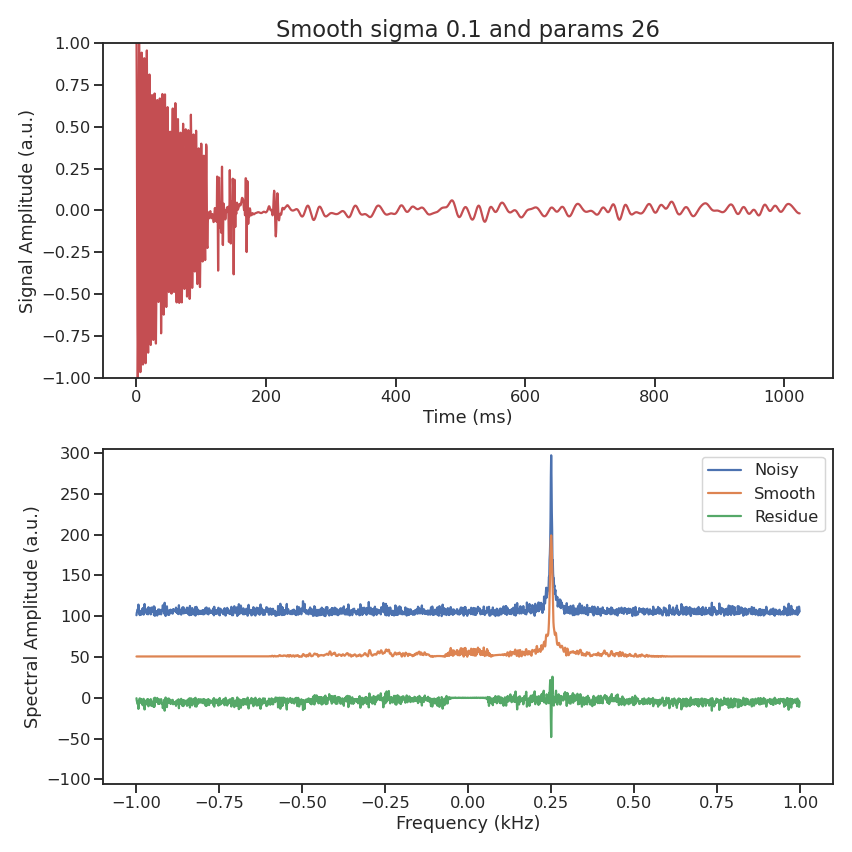 Smooth sigma 0.1 and params 26
1.00
0.75
0.50
0.25
0.00
−0.25
−0.50
−0.75
−1.00
Signal Amplitude (a.u.)
0 200 400 600 800 1000
Time (ms)
300
250
200
150
100
50
0
−50
−100
Spectral Amplitude (a.u.)
Noisy
Smooth
Residue
−1.00 −0.75 −0.50 −0.25 0.00 0.25 0.50 0.75 1.00
Frequency (kHz)